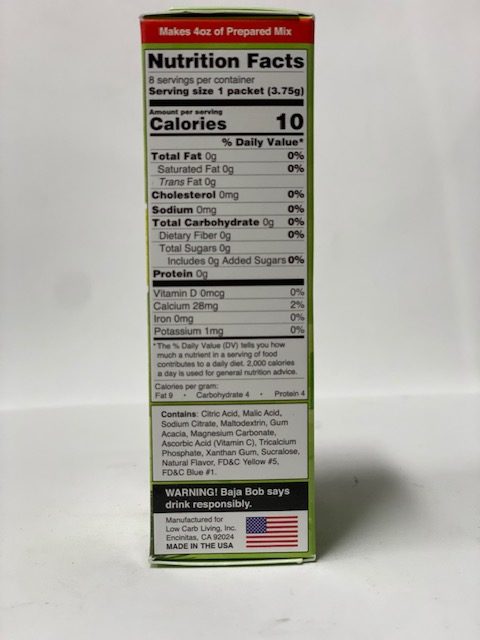 Makes 4oz of Prepared Mix
Nutrition Facts
8 servings per container
Serving size 1 packet (3.75g)
Amount per serving
Calories 10
% Daily Value*
Total Fat 0g 0%
Saturated Fat 0g 0%
Trans Fat 0g
Cholesterol 0mg 0%
Sodium 0mg 0%
Total Carbohydrate 0g 0%
Dietary Fiber 0g 0%
Total Sugars 0g
Includes 0g Added Sugars 0%
Protein 0g
Vitamin D 0mcg 0%
Calcium 28mg 2%
Iron 0mg 0%
Potassium 1mg 0%
*The % Daily Value (DV) tells you how
much a nutrient in a serving of food
contributes to a daily diet. 2,000 calories
a day is used for general nutrition advice.
Calories per gram:
Fat 9 • Carbohydrate 4 • Protein 4
Contains: Citric Acid, Malic Acid,
Sodium Citrate, Maltodextrin, Gum
Acacia, Magnesium Carbonate,
Ascorbic Acid (Vitamin C), Tricalcium
Phosphate, Xanthan Gum, Sucralose,
Natural Flavor, FD&C Yellow #5,
FD&C Blue #1.
WARNING! Baja Bob says
drink responsibly.
Manufactured for
Low Carb Living, Inc.
Encinitas, CA 92024
MADE IN THE USA